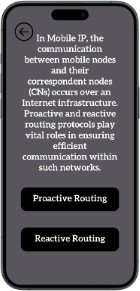 In Mobile IP, the
communication
between mobile nodes
and their
correspondent nodes
(CNs) occurs over an
Internet infrastructure.
Proactive and reactive
routing protocols play
vital roles in ensuring
efficient
communication within
such networks.
Proactive Routing
Reactive Routing